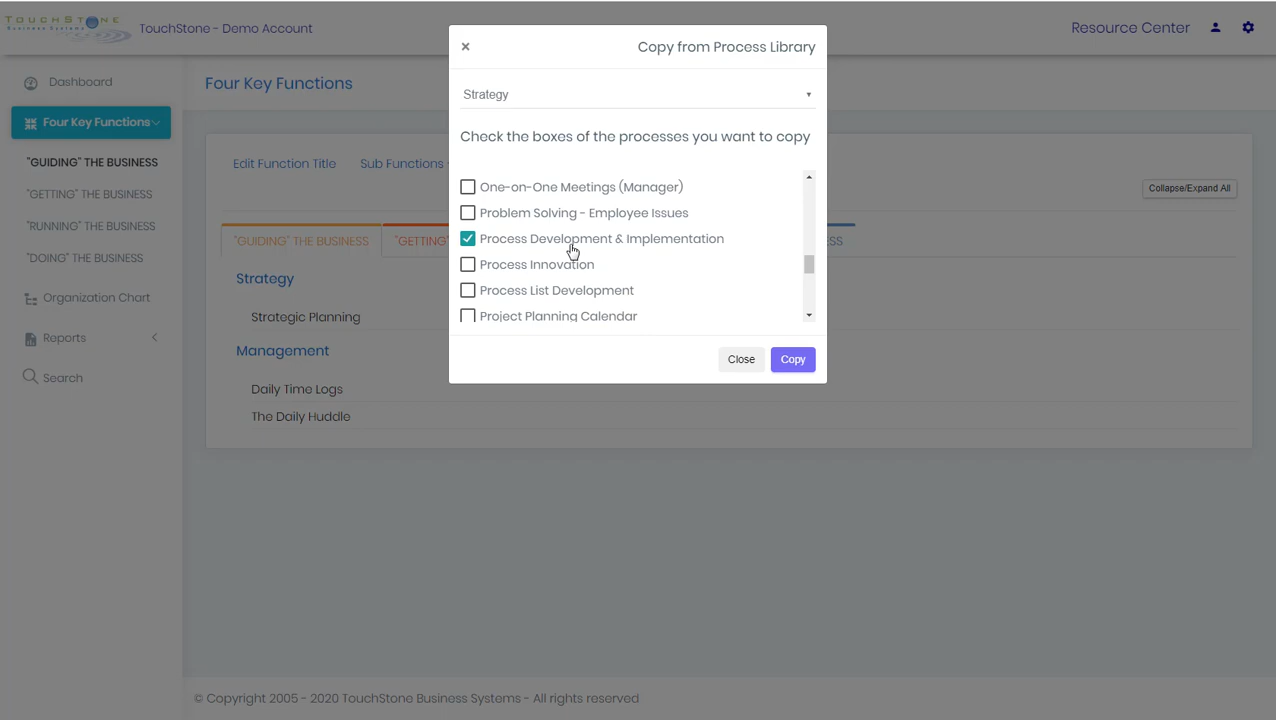 TOUCHSTONE
Business Systems
TouchStone - Demo Account
Resource Center
Dashboard
Four Key Functions
"GUIDING" THE BUSINESS
"GETTING" THE BUSINESS
"RUNNING" THE BUSINESS
"DOING" THE BUSINESS
Organization Chart
Reports
Search
Four Key Functions
Edit Function Title
Sub Functions
Collapse/Expand All
"GUIDING" THE BUSINESS
"GETTING"
Strategy
Strategic Planning
Management
Daily Time Logs
The Daily Huddle
×
Copy from Process Library
Strategy
Check the boxes of the processes you want to copy
One-on-One Meetings (Manager)
Problem Solving - Employee Issues
Process Development & Implementation
Process Innovation
Process List Development
Project Planning Calendar
Close
Copy
© Copyright 2005 - 2020 TouchStone Business Systems - All rights reserved